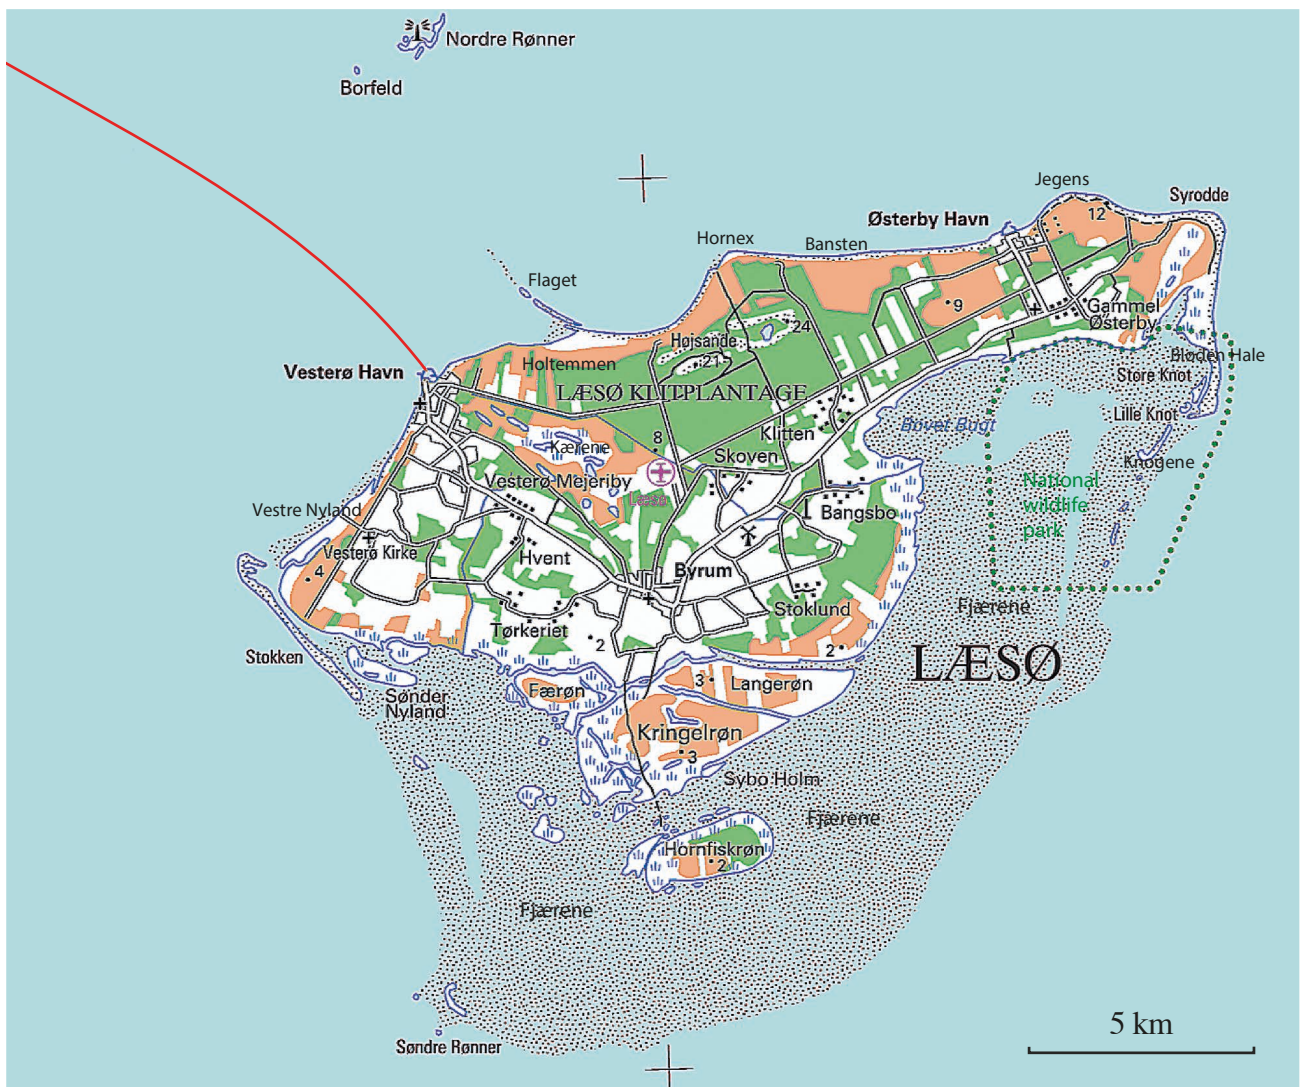 Nordre Rønner
Borfeld
Jegens
Syrodde
12
Østerby Havn
Hornex
Bansten
Flaget
9
Gammel
Østerby
24
Højsande
21
Bløden Hale
Vesterø Havn
Holtemmen
Store Knot
LÆSØ KLITPLANTAGE
Lille Knot
Bovet Bugt
Klitten
8
Kærene
Skoven
Knogene
Vesterø Mejeriby
Læsø
National
wildlife
park
Vestre Nyland
Bangsbo
Vesterø Kirke
Hvent
Byrum
4
Stoklund
Fjærene
Tørkeriet
2
2
Stokken
LÆSØ
Sønder
Nyland
Færøn
3
Langerøn
Kringelrøn
3
Sybo Holm
Fjærene
Hornfiskrøn
2
Fjærene
5 km
Søndre Rønner